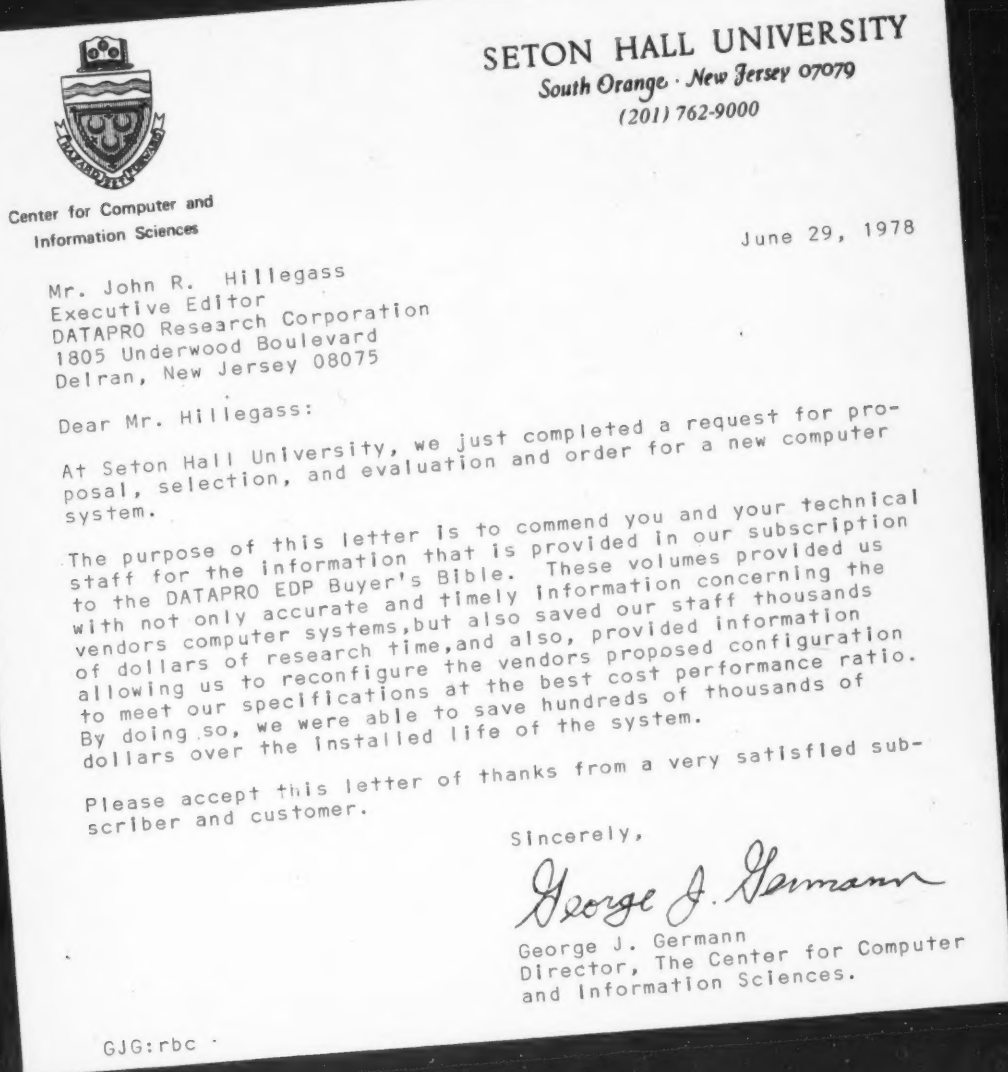 SETON HALL UNIVERSITY
South Orange · New Jersey 07079
(201) 762-9000
HAZARD ZET FORWARD
Center for Computer and
Information Sciences
June 29, 1978
Mr. John R. Hillegass
Executive Editor
DATAPRO Research Corporation
1805 Underwood Boulevard
Delran, New Jersey 08075
Dear Mr. Hillegass:
At Seton Hall University, we just completed a request for pro-
posal, selection, and evaluation and order for a new computer
system.
The purpose of this letter is to commend you and your technical
staff for the information that is provided in our subscription
to the DATAPRO EDP Buyer's Bible. These volumes provided us
with not only accurate and timely information concerning the
vendors computer systems,but also saved our staff thousands
of dollars of research time,and also, provided information
allowing us to reconfigure the vendors proposed configuration
to meet our specifications at the best cost performance ratio.
By doing so, we were able to save hundreds of thousands of
dollars over the installed life of the system.
Please accept this letter of thanks from a very satisfied sub-
scriber and customer.
Sincerely,
George J. Germann
George J. Germann
Director, The Center for Computer
and Information Sciences.
GJG:rbc